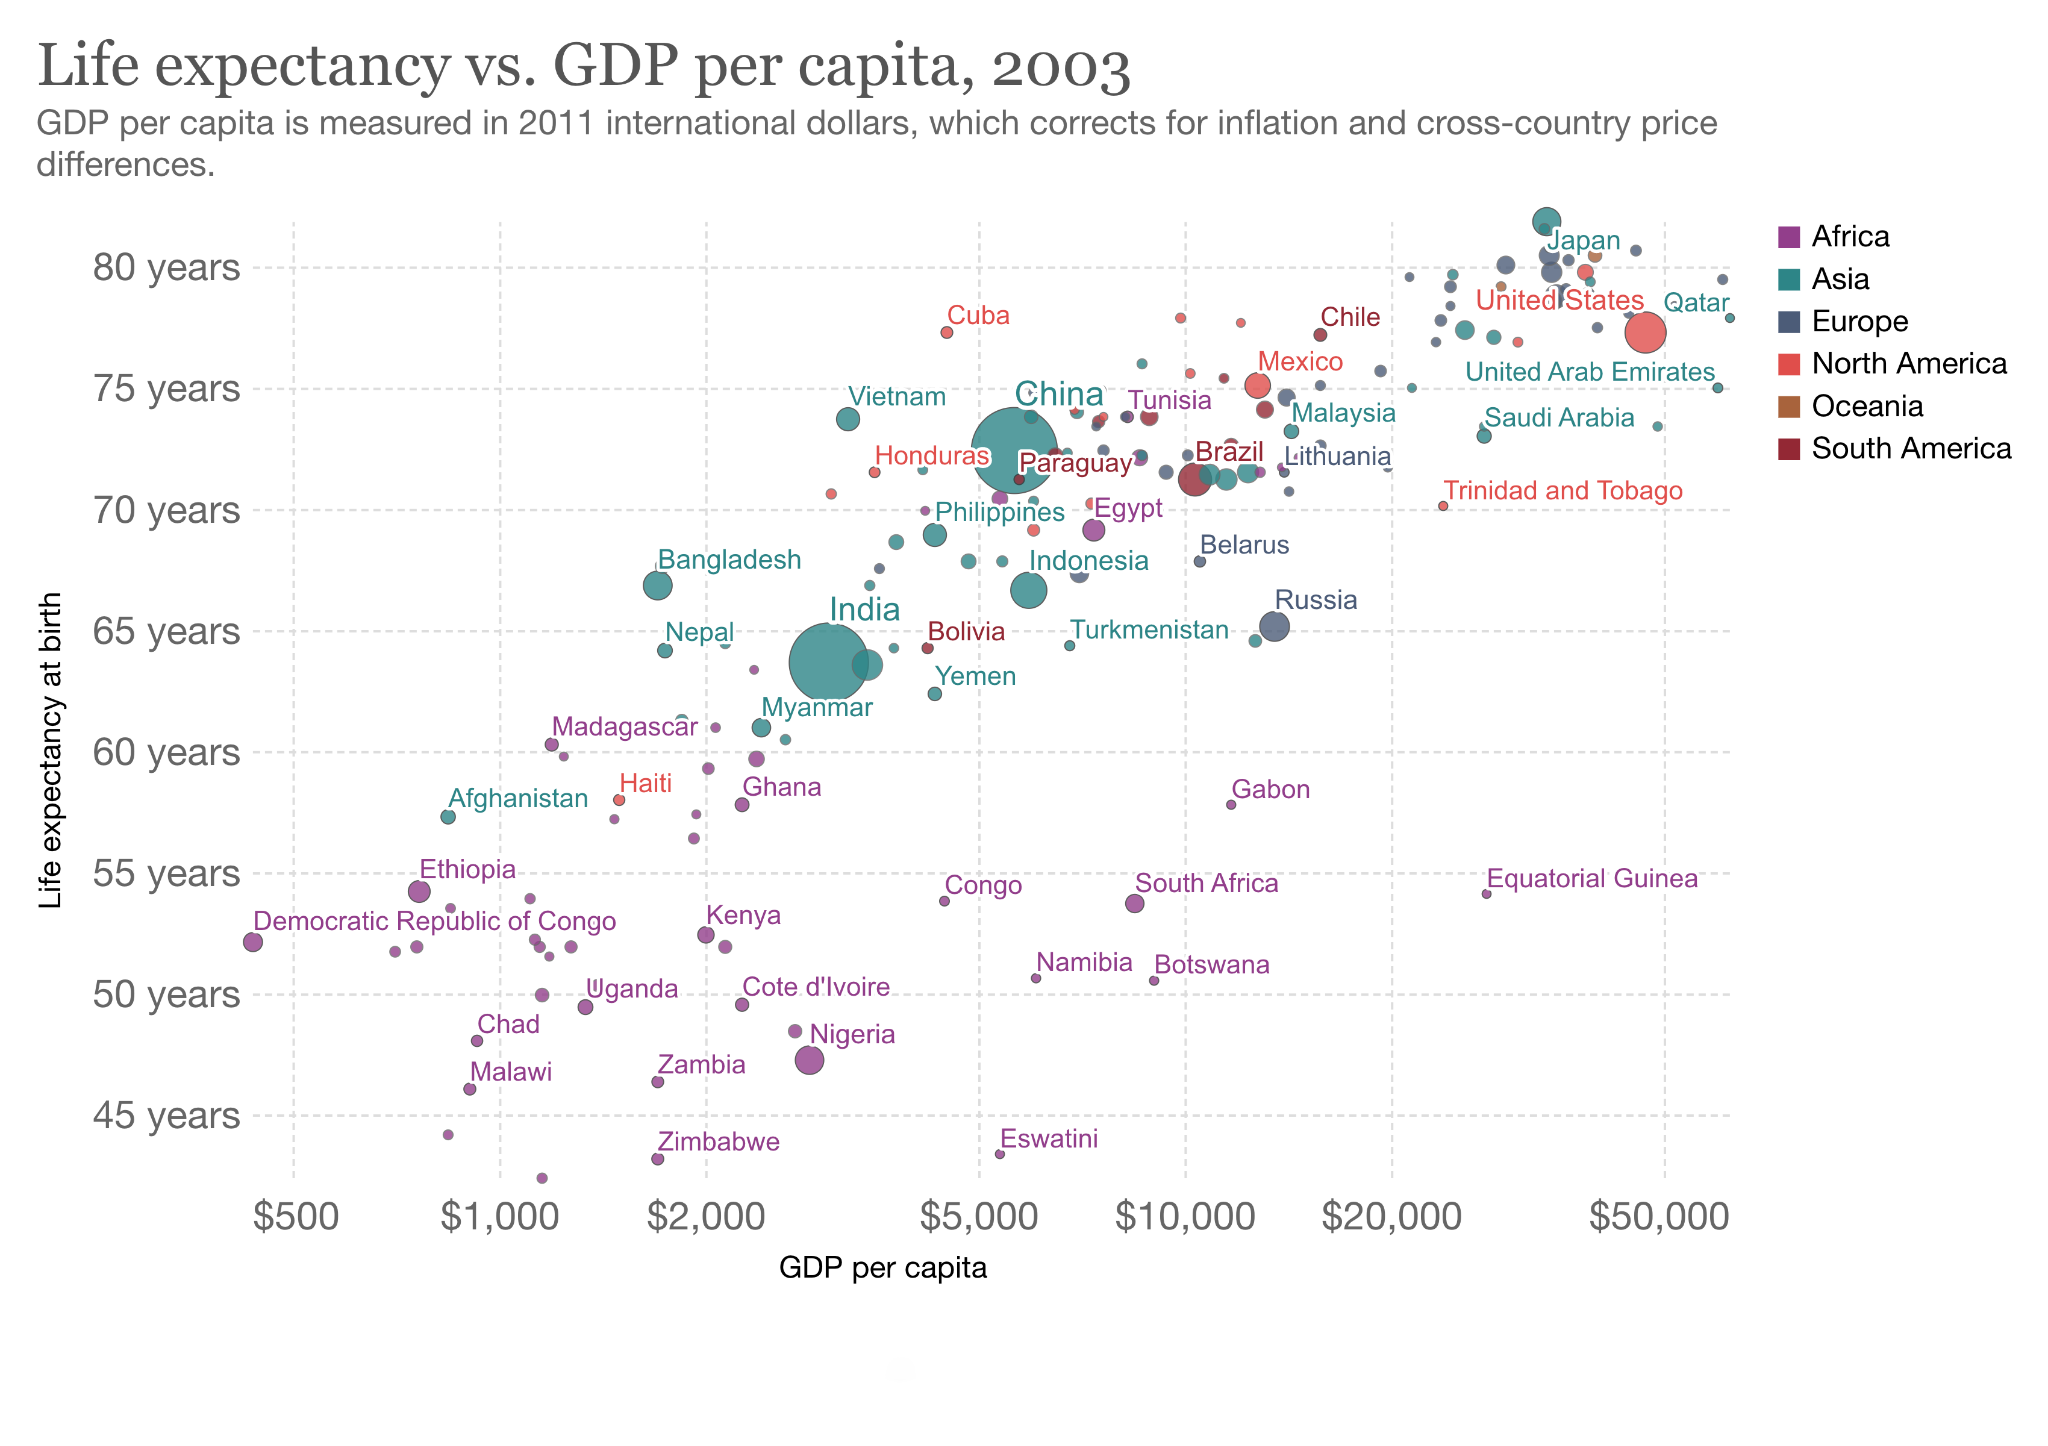 Life expectancy vs. GDP per capita, 2003
GDP per capita is measured in 2011 international dollars, which corrects for inflation and cross-country price
differences.
Africa
Asia
Europe
North America
Oceania
South America
Life expectancy at birth
80 years
75 years
70 years
65 years
60 years
55 years
50 years
45 years
Japan
United States
Qatar
Cuba
Chile
Mexico
United Arab Emirates
Vietnam
China
Tunisia
Malaysia
Saudi Arabia
Honduras
Paraguay
Brazil
Lithuania
Trinidad and Tobago
Philippines
Egypt
Bangladesh
Indonesia
Belarus
India
Russia
Nepal
Bolivia
Turkmenistan
Yemen
Myanmar
Madagascar
Haiti
Ghana
Gabon
Afghanistan
Ethiopia
Congo
South Africa
Equatorial Guinea
Democratic Republic of Congo
Kenya
Namibia
Botswana
Uganda
Cote d'Ivoire
Chad
Nigeria
Malawi
Zambia
Zimbabwe
Eswatini
$500
$1,000
$2,000
$5,000
$10,000
$20,000
$50,000
GDP per capita